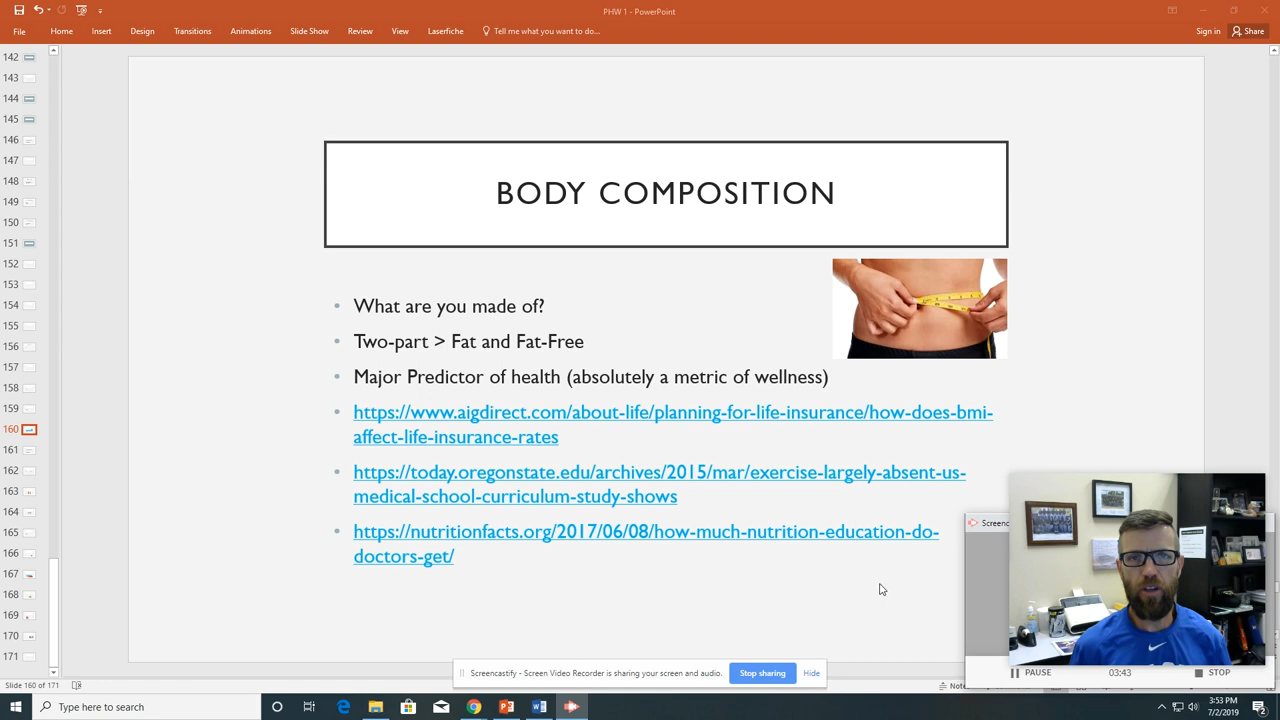 PHW 1 - PowerPoint
File Home Insert Design Transitions Animations Slide Show Review View Laserfiche Tell me what you want to do... Sign in Share
142
143
144
145
146
147
148
149
150
151
152
153
154
155
156
157
158
159
160
161
162
163
164
165
166
167
168
169
170
171
BODY COMPOSITION
• What are you made of?
• Two-part > Fat and Fat-Free
• Major Predictor of health (absolutely a metric of wellness)
• https://www.aigdirect.com/about-life/planning-for-life-insurance/how-does-bmi-
affect-life-insurance-rates
• https://today.oregonstate.edu/archives/2015/mar/exercise-largely-absent-us-
medical-school-curriculum-study-shows
• https://nutritionfacts.org/2017/06/08/how-much-nutrition-education-do-
doctors-get/
Screenc
PAUSE 03:43 STOP
Screencastify - Screen Video Recorder is sharing your screen and audio. Stop sharing Hide
Slide 160 of 171
Type here to search
3:53 PM
7/2/2019